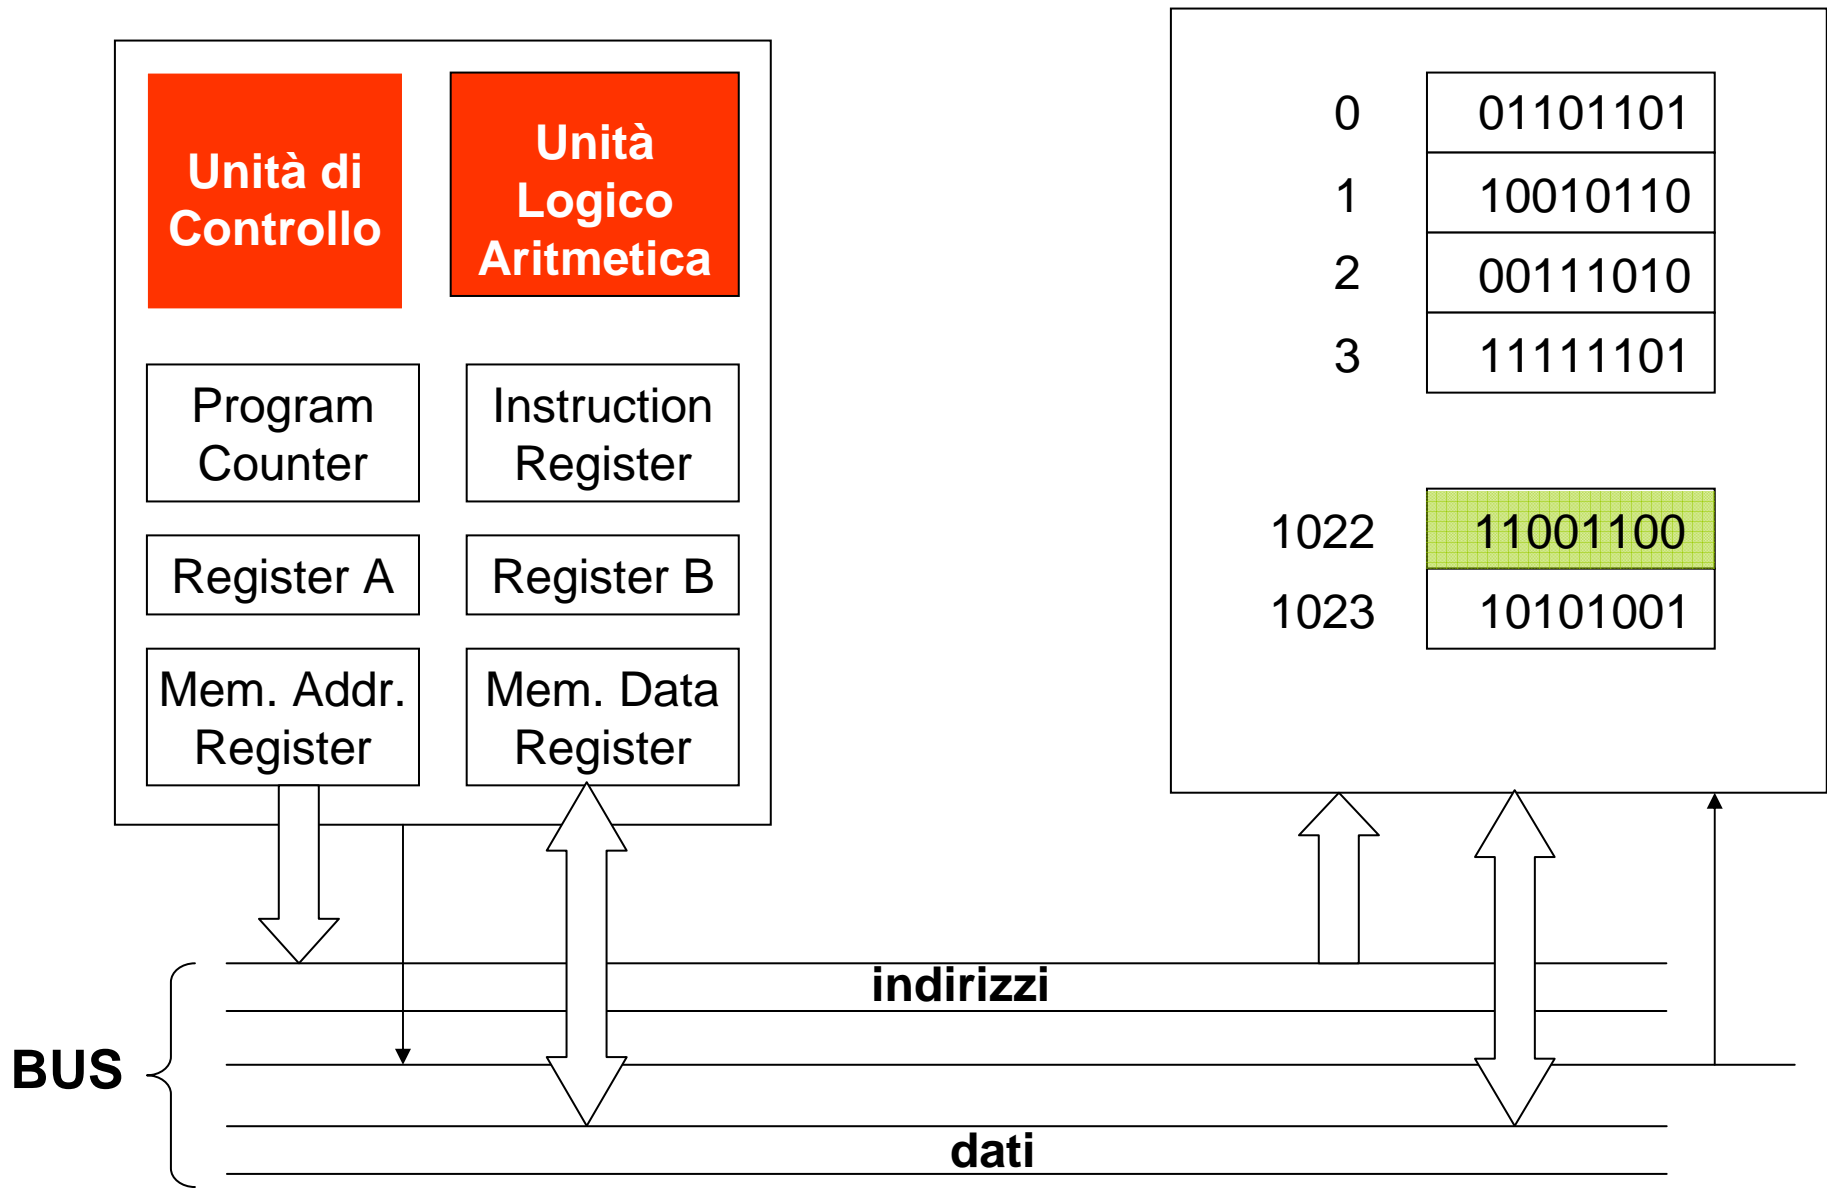 Unità di
Controllo
Unità
Logico
Aritmetica
Program
Counter
Instruction
Register
Register A
Register B
Mem. Addr.
Register
Mem. Data
Register
0 01101101
1 10010110
2 00111010
3 11111101
1022 11001100
1023 10101001
BUS
indirizzi
dati